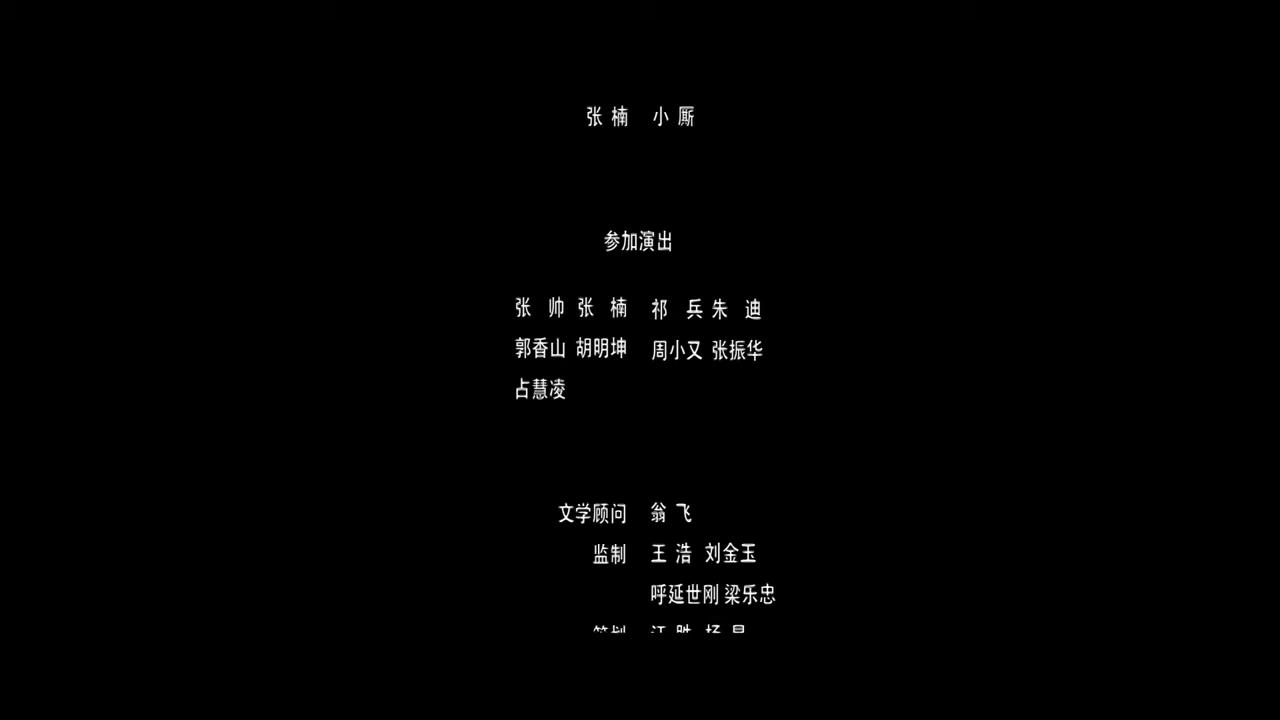 张 楠 小 厮
参加演出
张 帅 张 楠 祁 兵 朱 迪
郭香山 胡明坤 周小又 张振华
占慧凌
文学顾问 翁 飞
监制 王 浩 刘金玉
呼延世刚 梁乐忠